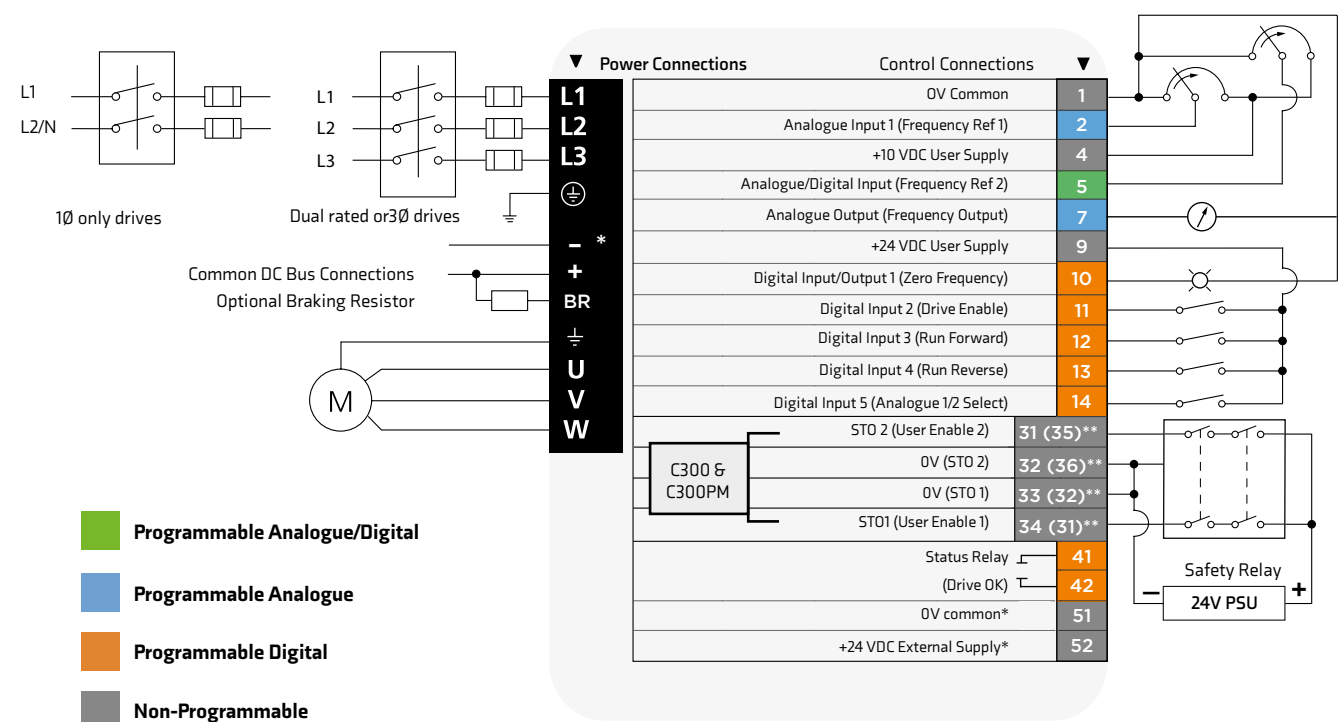 ▼ Power Connections Control Connections ▼
L1
L2/N
1Ø only drives
L1
L2
L3
Dual rated or3Ø drives
Common DC Bus Connections
Optional Braking Resistor
M
L1
L2
L3
– *
+
BR
U
V
W
0V Common 1
Analogue Input 1 (Frequency Ref 1) 2
+10 VDC User Supply 4
Analogue/Digital Input (Frequency Ref 2) 5
Analogue Output (Frequency Output) 7
+24 VDC User Supply 9
Digital Input/Output 1 (Zero Frequency) 10
Digital Input 2 (Drive Enable) 11
Digital Input 3 (Run Forward) 12
Digital Input 4 (Run Reverse) 13
Digital Input 5 (Analogue 1/2 Select) 14
C300 &
C300PM
STO 2 (User Enable 2) 31 (35)**
0V (STO 2) 32 (36)**
0V (STO 1) 33 (32)**
STO1 (User Enable 1) 34 (31)**
Status Relay 41
(Drive OK) 42
0V common* 51
+24 VDC External Supply* 52
Safety Relay
– 24V PSU +
Programmable Analogue/Digital
Programmable Analogue
Programmable Digital
Non-Programmable